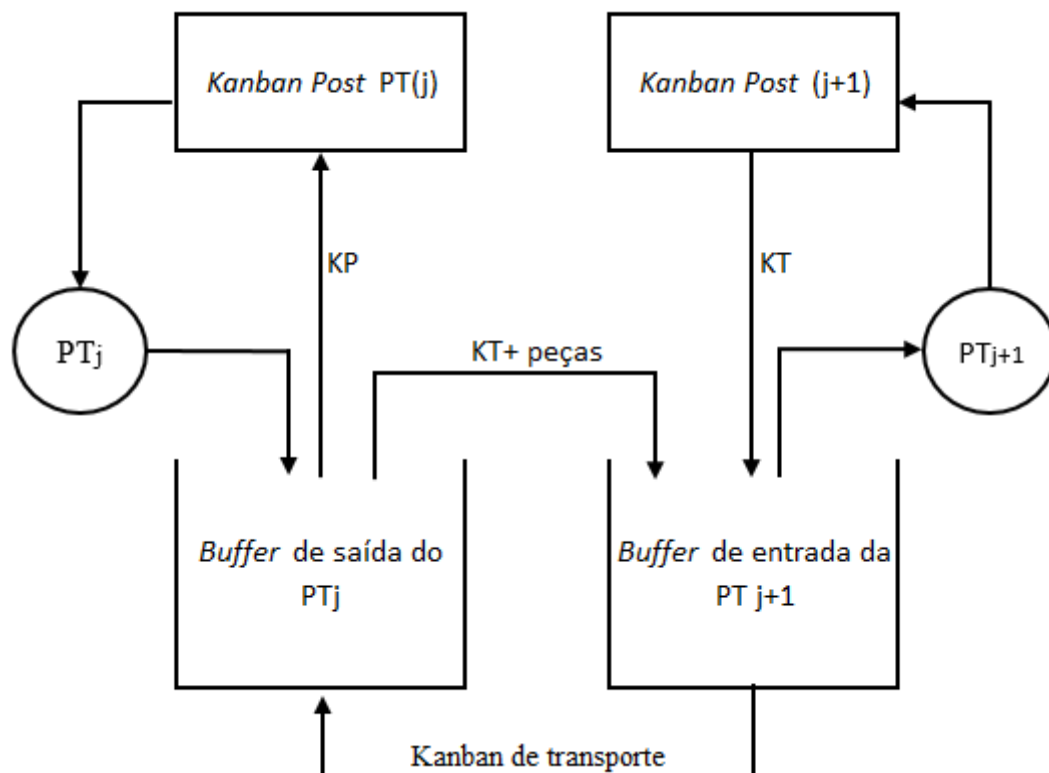 Kanban Post PT(j)
Kanban Post (j+1)
KP
KT
PTj
KT+ peças
PTj+1
Buffer de saída do
PTj
Buffer de entrada da
PT j+1
Kanban de transporte